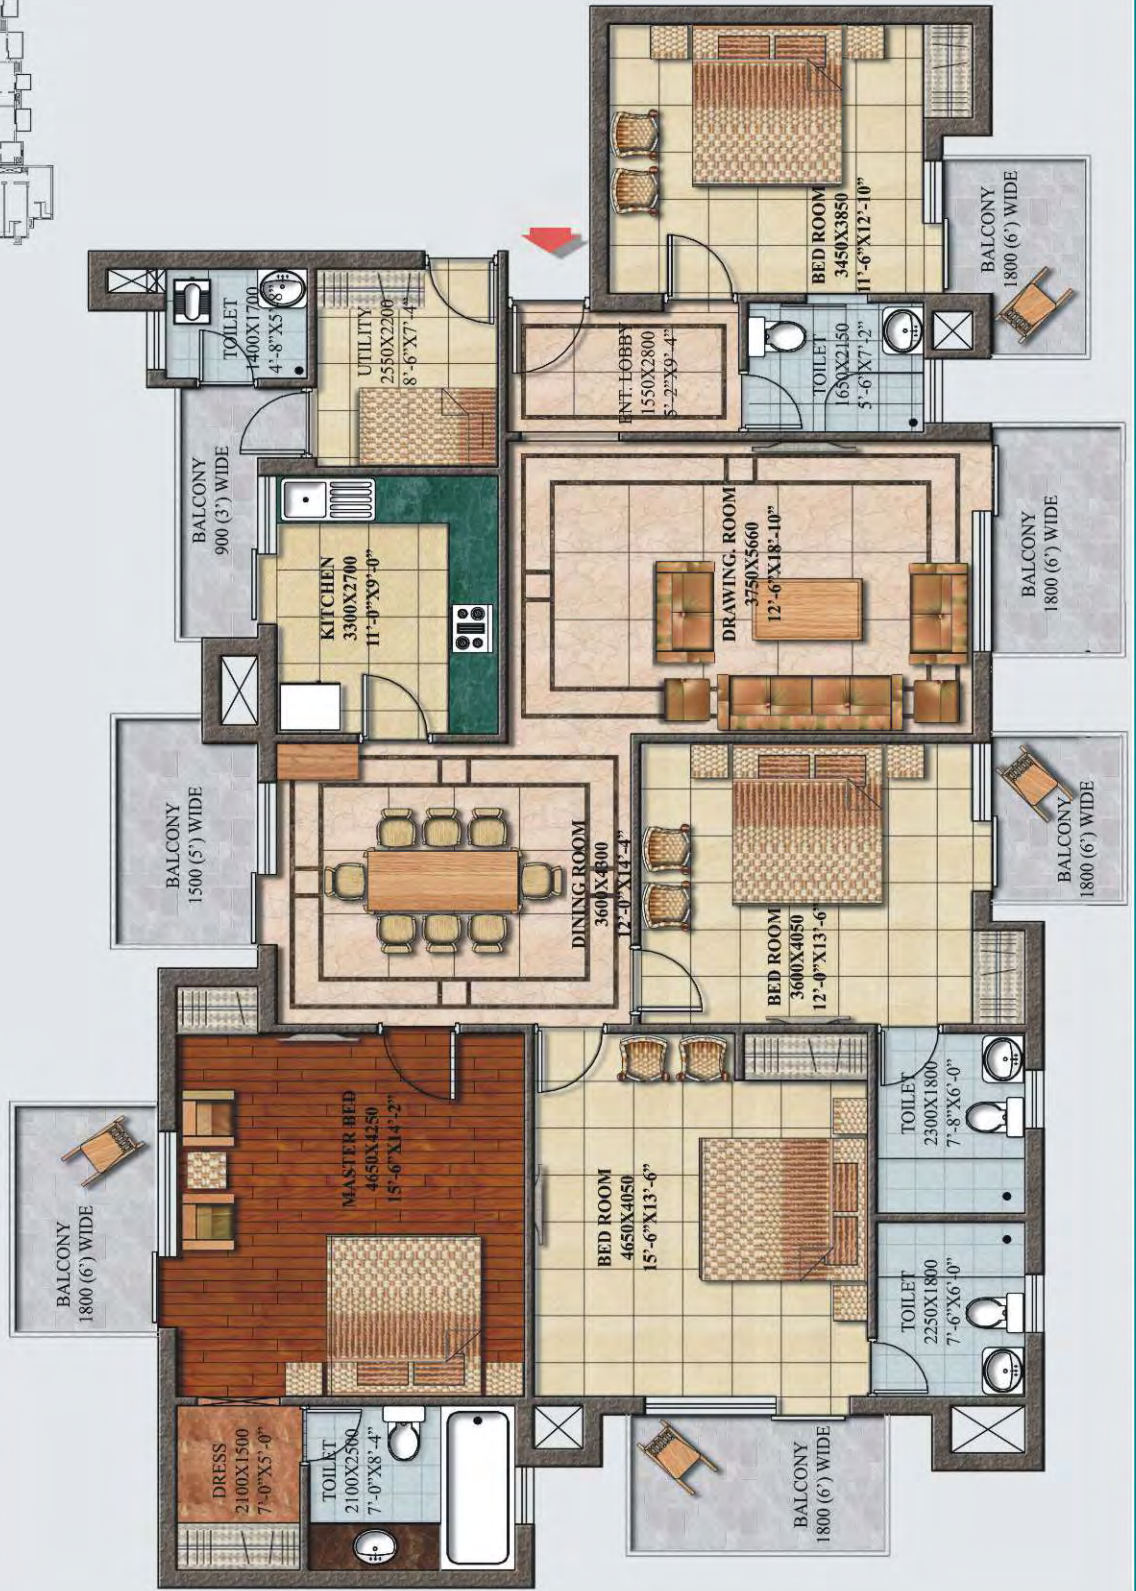 BED ROOM
3450X3850
11'-6"X12'-10"
BALCONY
1800 (6') WIDE
TOILET
1400X1700
4'-8"X5'-8"
UTILITY
2550X2200
8'-6"X7'-4"
ENT. LOBBY
1550X2800
5'-2"X9'-4"
TOILET
1650X2150
5'-6"X7'-2"
BALCONY
900 (3') WIDE
KITCHEN
3300X2700
11'-0"X9'-0"
DRAWING. ROOM
3750X5660
12'-6"X18'-10"
BALCONY
1800 (6') WIDE
BALCONY
1500 (5') WIDE
DINING ROOM
3600X4300
12'-0"X14'-4"
BED ROOM
3600X4050
12'-0"X13'-6"
BALCONY
1800 (6') WIDE
BALCONY
1800 (6') WIDE
MASTER BED
4650X4250
15'-6"X14'-2"
BED ROOM
4650X4050
15'-6"X13'-6"
TOILET
2300X1800
7'-8"X6'-0"
TOILET
2250X1800
7'-6"X6'-0"
DRESS
2100X1500
7'-0"X5'-0"
TOILET
2100X2500
7'-0"X8'-4"
BALCONY
1800 (6') WIDE